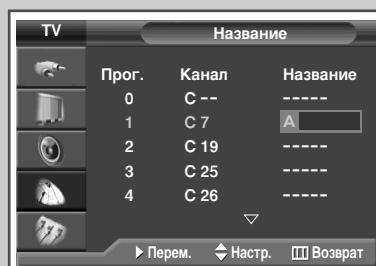 TV Название
Прог. Канал Название
0 C -- -----
1 C 7 A
2 C 19 -----
3 C 25 -----
4 C 26 -----
Перем. Настр. Возврат